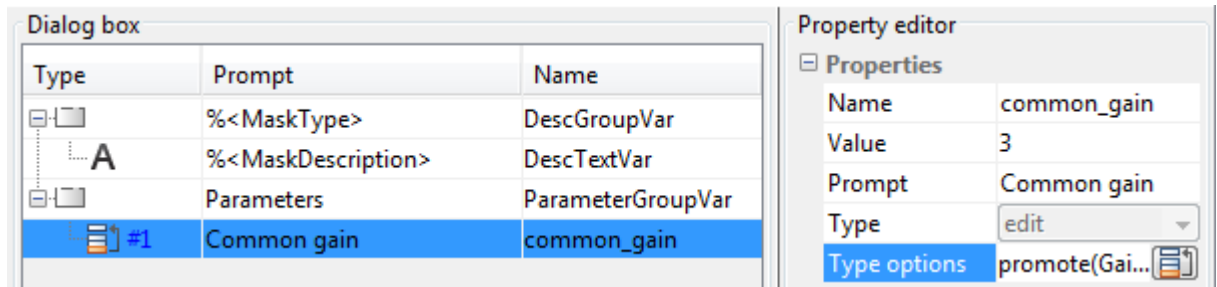 Dialog box
Type Prompt Name
%<MaskType> DescGroupVar
A %<MaskDescription> DescTextVar
Parameters ParameterGroupVar
#1 Common gain common_gain
Property editor
Properties
Name common_gain
Value 3
Prompt Common gain
Type edit
Type options promote(Gai...